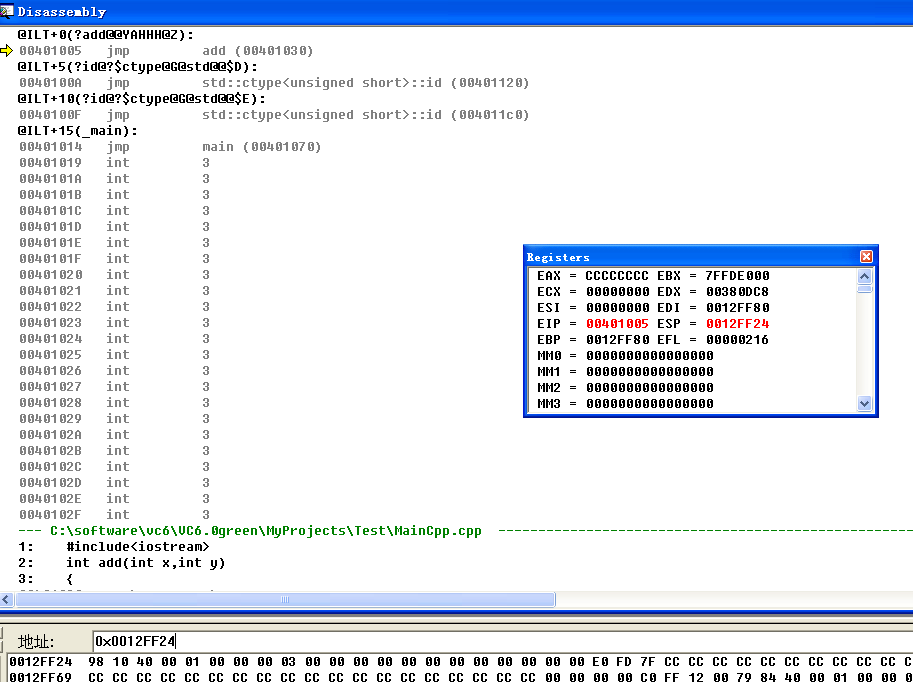 Disassembly
@ILT+0(?add@@YAHHH@Z):
00401005 jmp add (00401030)
@ILT+5(?id@?$ctype@G@std@@$D):
0040100A jmp std::ctype<unsigned short>::id (00401120)
@ILT+10(?id@?$ctype@G@std@@$E):
0040100F jmp std::ctype<unsigned short>::id (004011c0)
@ILT+15(_main):
00401014 jmp main (00401070)
00401019 int 3
0040101A int 3
0040101B int 3
0040101C int 3
0040101D int 3
0040101E int 3
0040101F int 3
00401020 int 3
00401021 int 3
00401022 int 3
00401023 int 3
00401024 int 3
00401025 int 3
00401026 int 3
00401027 int 3
00401028 int 3
00401029 int 3
0040102A int 3
0040102B int 3
0040102C int 3
0040102D int 3
0040102E int 3
0040102F int 3
--- C:\software\vc6\VC6.0green\MyProjects\Test\MainCpp.cpp
1: #include<iostream>
2: int add(int x,int y)
3: {
Registers
EAX = CCCCCCCC EBX = 7FFDE000
ECX = 00000000 EDX = 00380DC8
ESI = 00000000 EDI = 0012FF80
EIP = 00401005 ESP = 0012FF24
EBP = 0012FF80 EFL = 00000216
MM0 = 0000000000000000
MM1 = 0000000000000000
MM2 = 0000000000000000
MM3 = 0000000000000000
地址: 0x0012FF24
0012FF24 98 10 40 00 01 00 00 00 03 00 00 00 00 00 00 00 00 00 00 00 00 E0 FD 7F CC CC CC CC CC CC CC CC CC CC C
0012FF69 CC CC CC CC CC CC CC CC CC CC CC CC CC CC CC CC CC CC CC 00 00 00 00 C0 FF 12 00 79 84 40 00 01 00 00 0